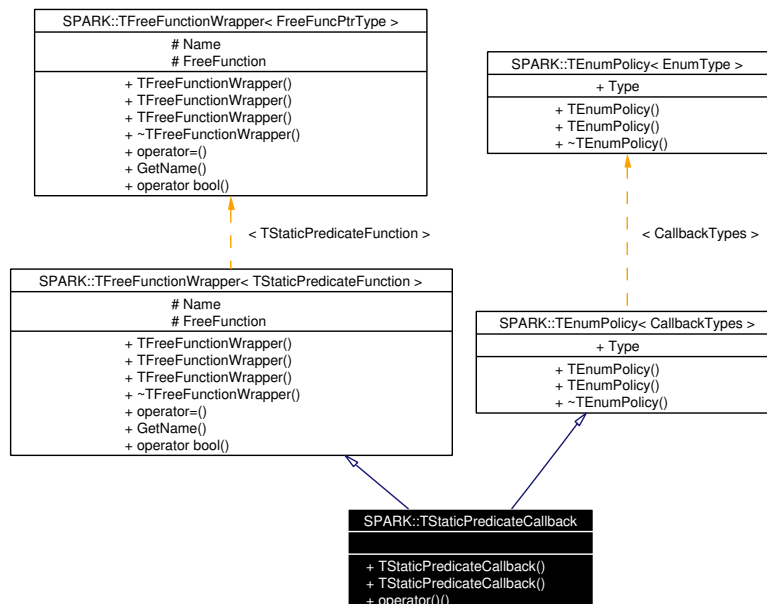 SPARK::TFreeFunctionWrapper< FreeFuncPtrType >
# Name
# FreeFunction
+ TFreeFunctionWrapper()
+ TFreeFunctionWrapper()
+ TFreeFunctionWrapper()
+ ~TFreeFunctionWrapper()
+ operator=()
+ GetName()
+ operator bool()
SPARK::TEnumPolicy< EnumType >
+ Type
+ TEnumPolicy()
+ TEnumPolicy()
+ ~TEnumPolicy()
< TStaticPredicateFunction >
< CallbackTypes >
SPARK::TFreeFunctionWrapper< TStaticPredicateFunction >
# Name
# FreeFunction
+ TFreeFunctionWrapper()
+ TFreeFunctionWrapper()
+ TFreeFunctionWrapper()
+ ~TFreeFunctionWrapper()
+ operator=()
+ GetName()
+ operator bool()
SPARK::TEnumPolicy< CallbackTypes >
+ Type
+ TEnumPolicy()
+ TEnumPolicy()
+ ~TEnumPolicy()
SPARK::TStaticPredicateCallback
+ TStaticPredicateCallback()
+ TStaticPredicateCallback()
+ operator()()